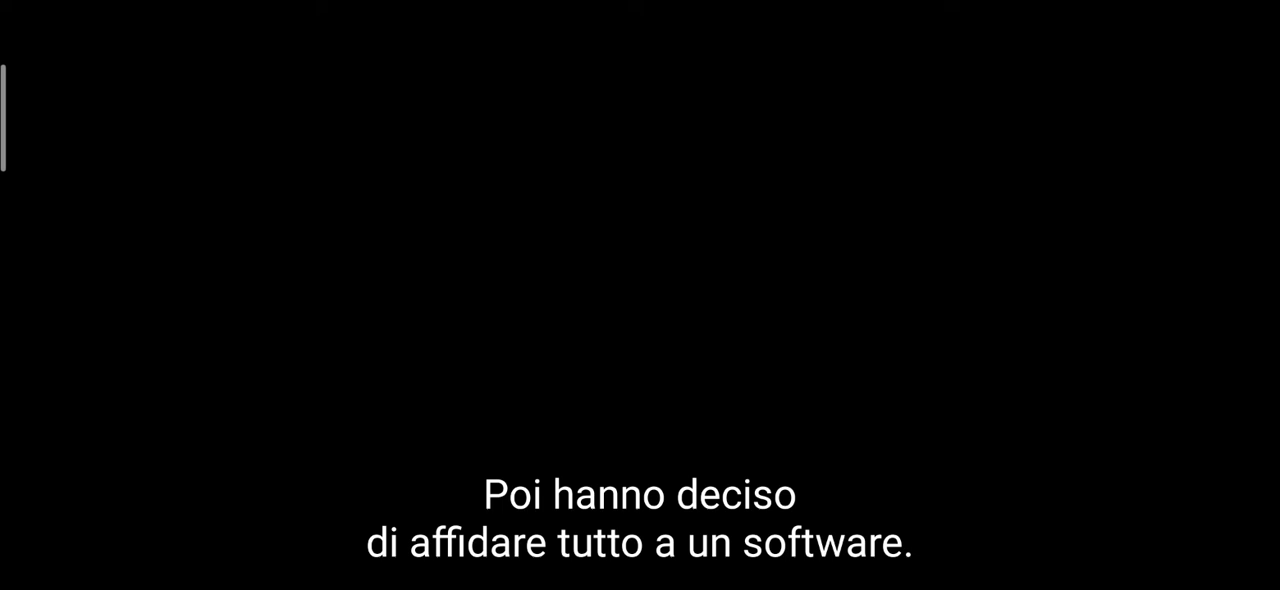 Poi hanno deciso
di affidare tutto a un software.